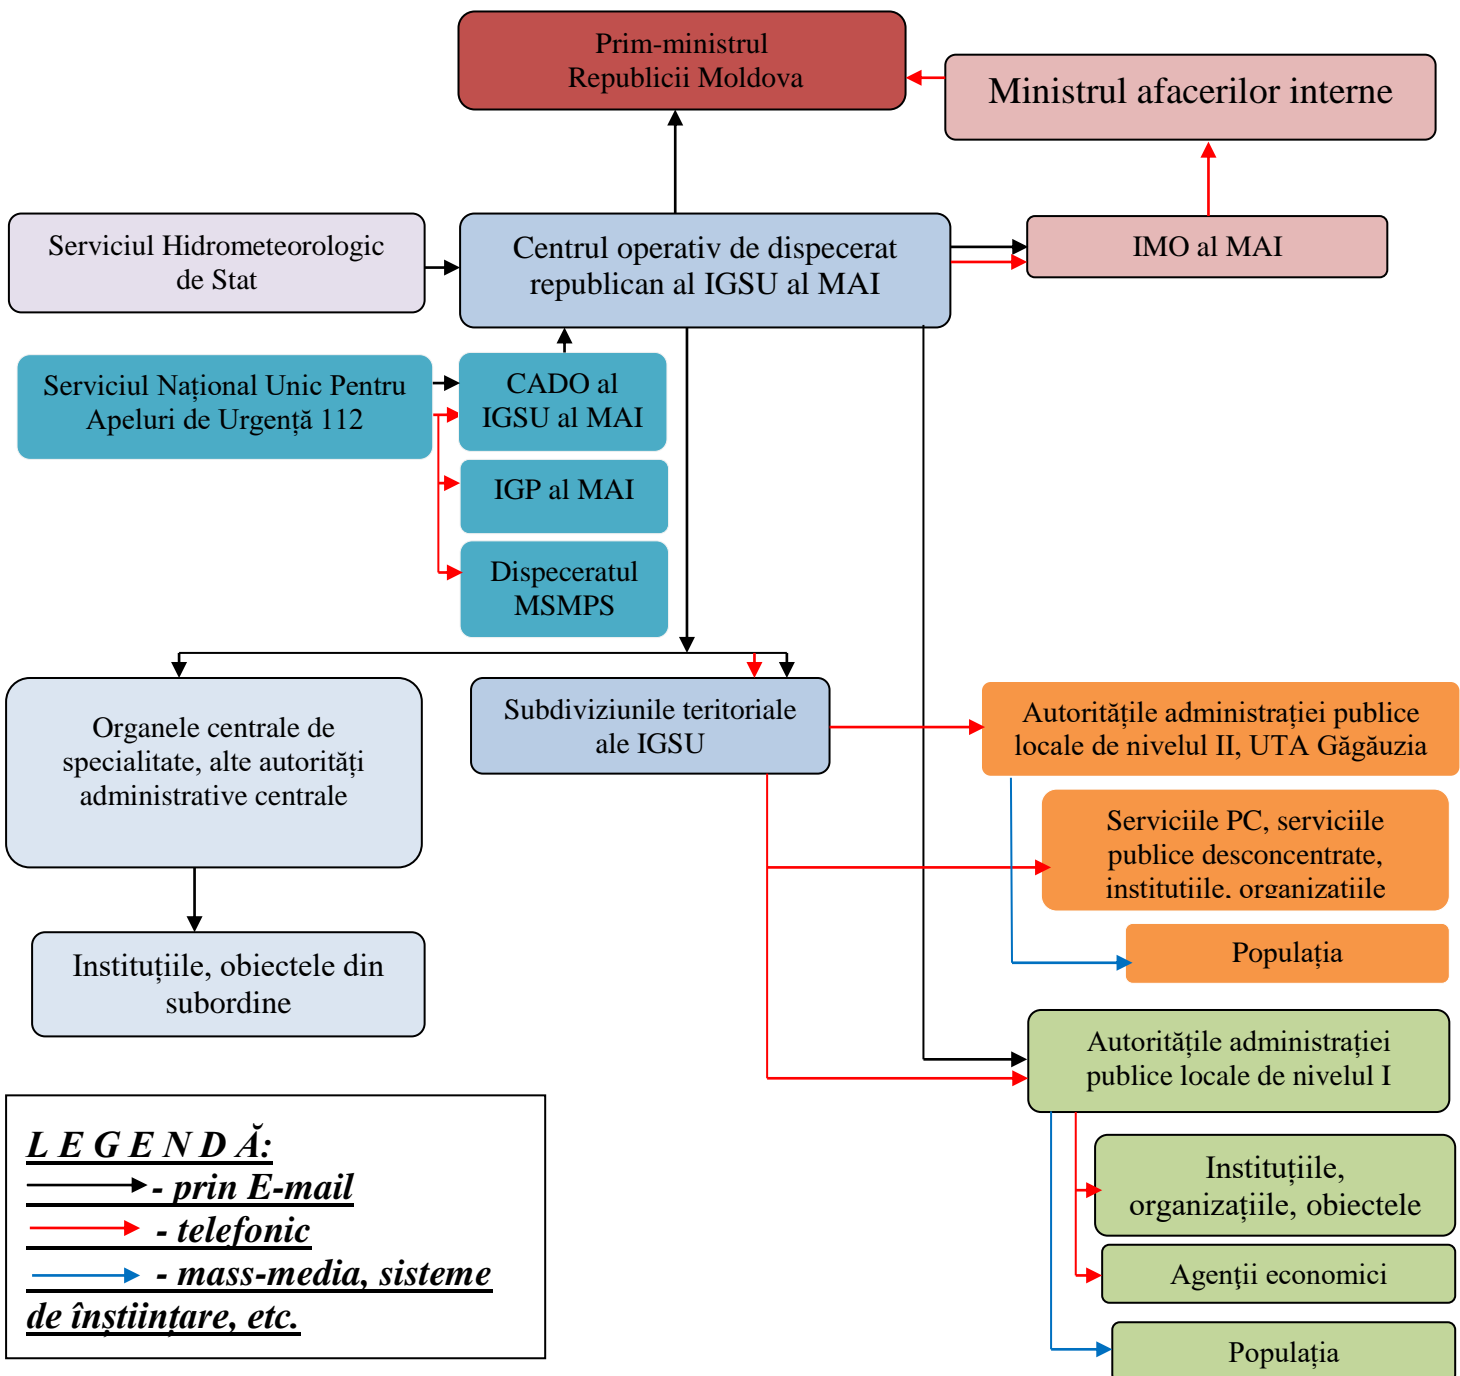 Prim-ministrul
Republicii Moldova
Ministrul afacerilor interne
Serviciul Hidrometeorologic
de Stat
Centrul operativ de dispecerat
republican al IGSU al MAI
IMO al MAI
Serviciul Național Unic Pentru
Apeluri de Urgență 112
CADO al
IGSU al MAI
IGP al MAI
Dispeceratul
MSMPS
Organele centrale de
specialitate, alte autorități
administrative centrale
Subdiviziunile teritoriale
ale IGSU
Autoritățile administrației publice
locale de nivelul II, UTA Găgăuzia
Serviciile PC, serviciile
publice desconcentrate,
instituțiile, organizațiile
Populația
Instituțiile, obiectele din
subordine
Autoritățile administrației
publice locale de nivelul I
Instituțiile,
organizațiile, obiectele
Agenții economici
Populația
L E G E N D Ă:
- prin E-mail
- telefonic
- mass-media, sisteme
de înștiințare, etc.